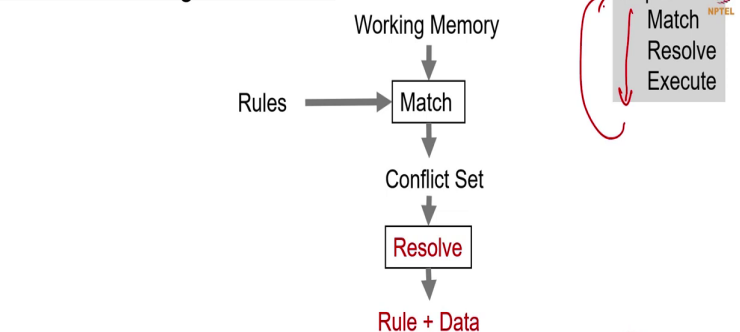 Working Memory
Match
NPTEL
Resolve
Execute
Rules
Match
Conflict Set
Resolve
Rule + Data